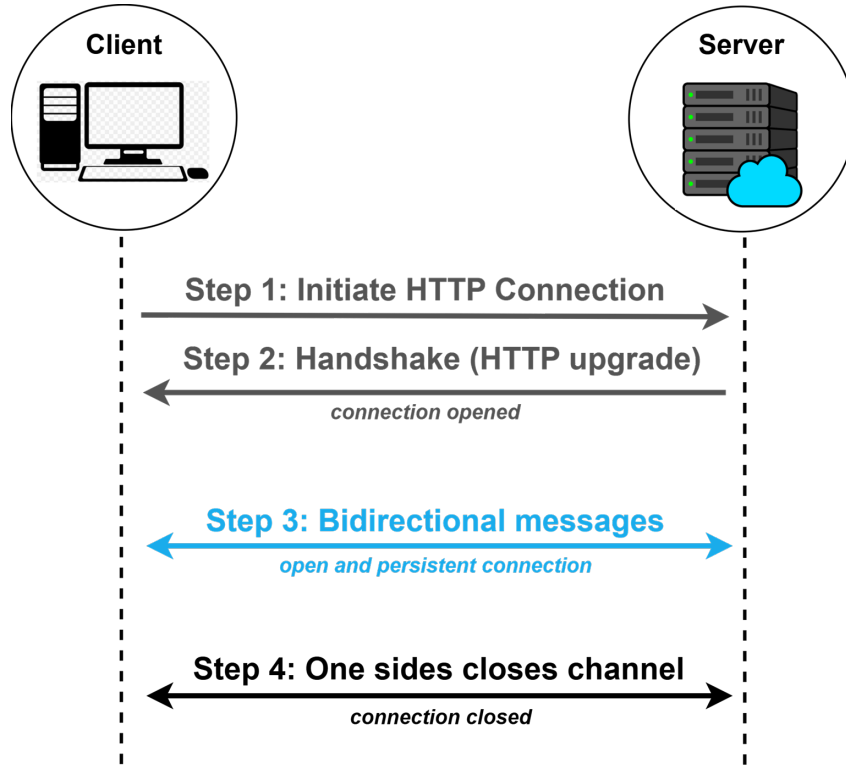 Client
Server
Step 1: Initiate HTTP Connection
Step 2: Handshake (HTTP upgrade)
connection opened
Step 3: Bidirectional messages
open and persistent connection
Step 4: One sides closes channel
connection closed